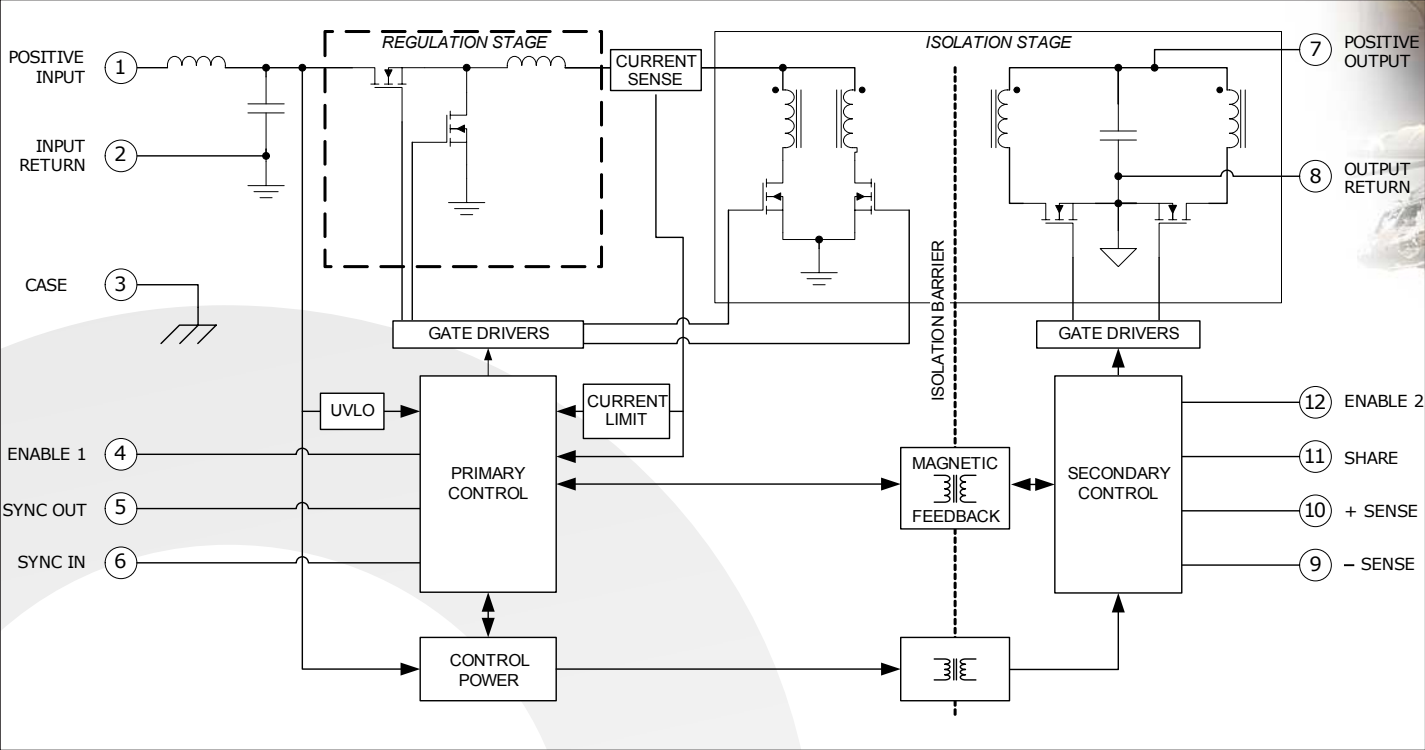 REGULATION STAGE
ISOLATION STAGE
POSITIVE
INPUT
1
CURRENT
SENSE
7
POSITIVE
OUTPUT
INPUT
RETURN
2
8
OUTPUT
RETURN
CASE
3
ISOLATION BARRIER
GATE DRIVERS
GATE DRIVERS
UVLO
CURRENT
LIMIT
12
ENABLE 2
ENABLE 1
4
PRIMARY
CONTROL
MAGNETIC
FEEDBACK
SECONDARY
CONTROL
11
SHARE
SYNC OUT
5
10
+ SENSE
SYNC IN
6
9
– SENSE
CONTROL
POWER